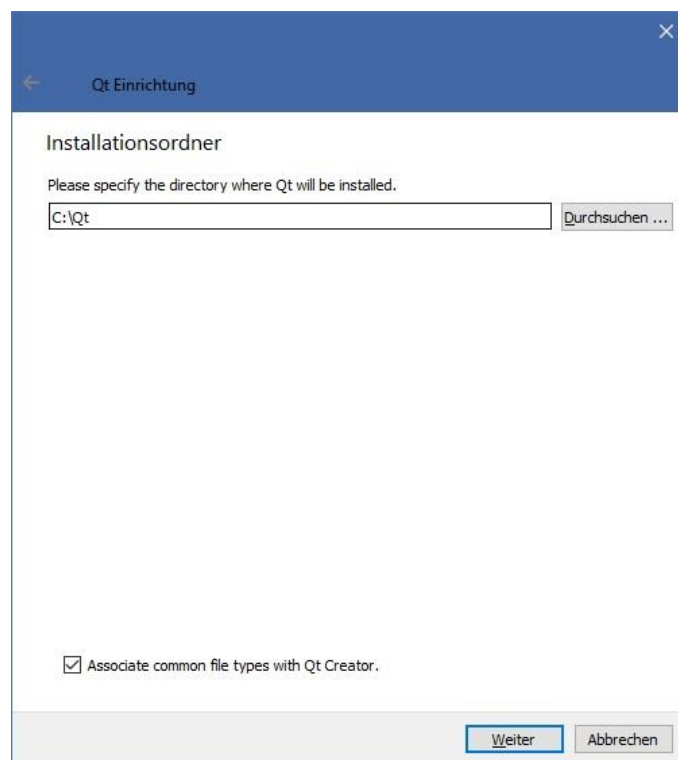 Qt Einrichtung
Installationsordner
Please specify the directory where Qt will be installed.
C:\Qt
Durchsuchen ...
Associate common file types with Qt Creator.
Weiter
Abbrechen